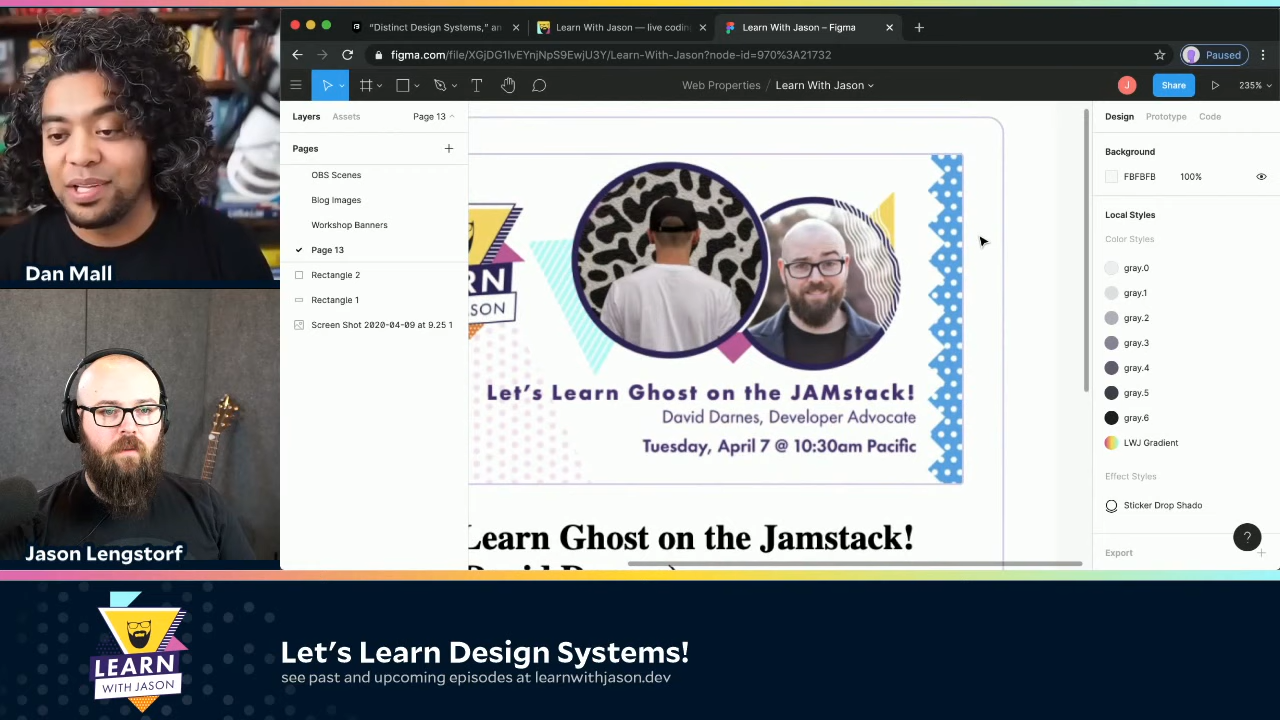 "Distinct Design Systems," an
Learn With Jason — live codin
Learn With Jason – Figma
figma.com/file/XGjDG1IvEYnjNpS9EwjU3Y/Learn-With-Jason?node-id=970%3A21732
Paused
Web Properties / Learn With Jason
J
Share
235%
Layers
Assets
Page 13
Pages
OBS Scenes
Blog Images
Workshop Banners
Page 13
Rectangle 2
Rectangle 1
Screen Shot 2020-04-09 at 9.25 1
RN
SON
Let's Learn Ghost on the JAMstack!
David Darnes, Developer Advocate
Tuesday, April 7 @ 10:30am Pacific
Learn Ghost on the Jamstack!
Design
Prototype
Code
Background
FBFBFB
100%
Local Styles
Color Styles
gray.0
gray.1
gray.2
gray.3
gray.4
gray.5
gray.6
LWJ Gradient
Effect Styles
Sticker Drop Shado
?
Export
Dan Mall
Jason Lengstorf
LEARN
WITH JASON
Let's Learn Design Systems!
see past and upcoming episodes at learnwithjason.dev